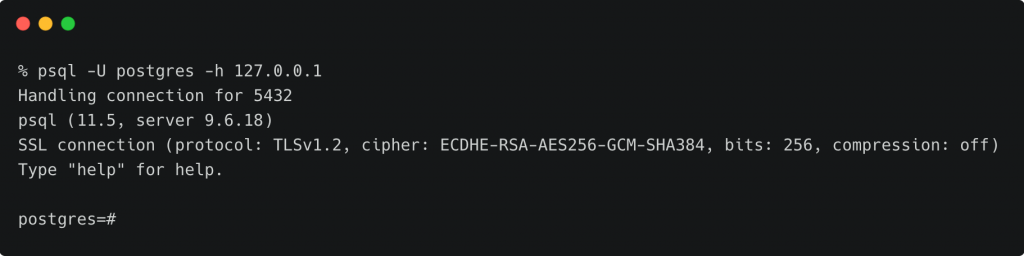 % psql -U postgres -h 127.0.0.1
Handling connection for 5432
psql (11.5, server 9.6.18)
SSL connection (protocol: TLSv1.2, cipher: ECDHE-RSA-AES256-GCM-SHA384, bits: 256, compression: off)
Type "help" for help.
postgres=#